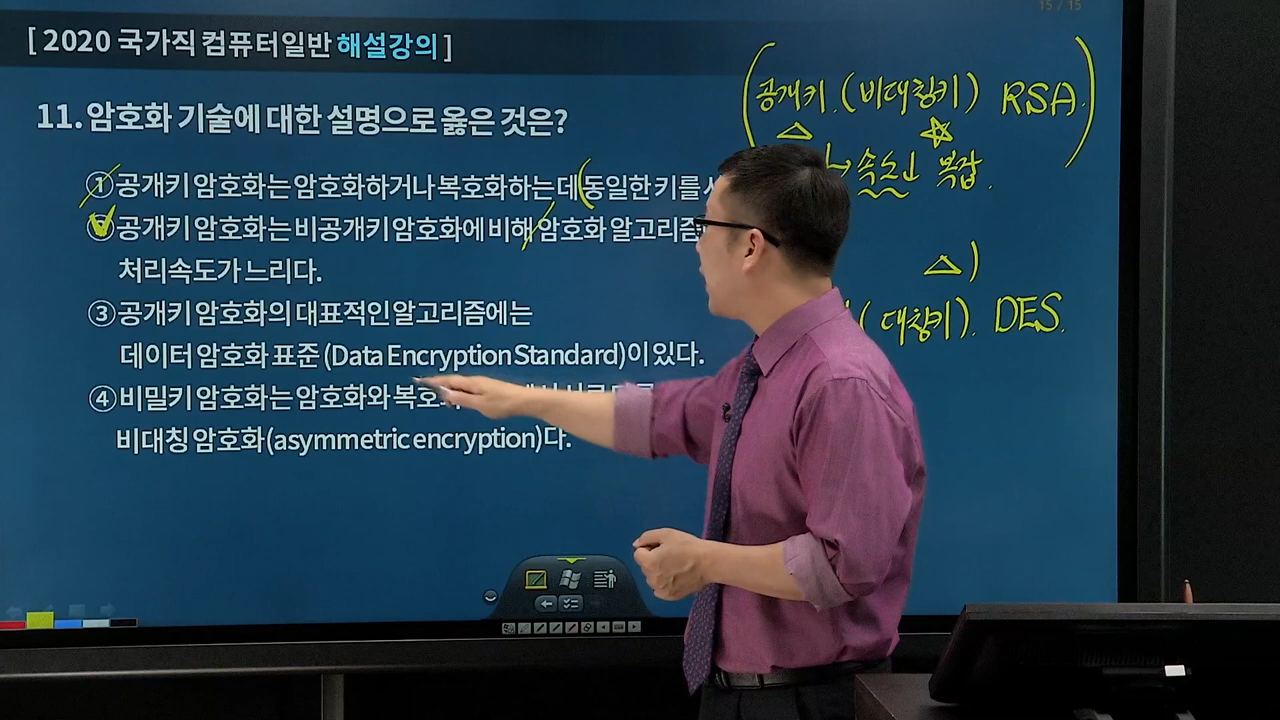 15 / 15
[ 2020 국가직 컴퓨터일반 해설강의 ]
11. 암호화 기술에 대한 설명으로 옳은 것은?
① 공개키 암호화는 암호화하거나 복호화하는 데 동일한 키를
② 공개키 암호화는 비공개키 암호화에 비해 암호화 알고리즘
처리속도가 느리다.
③ 공개키 암호화의 대표적인 알고리즘에는
데이터 암호화 표준 (Data Encryption Standard)이 있다.
④ 비밀키 암호화는 암호화와
비대칭 암호화(asymmetric encryption)다.
(공개키 (비대칭키) RSA)
속도↓ 복잡
(대칭키). DES.